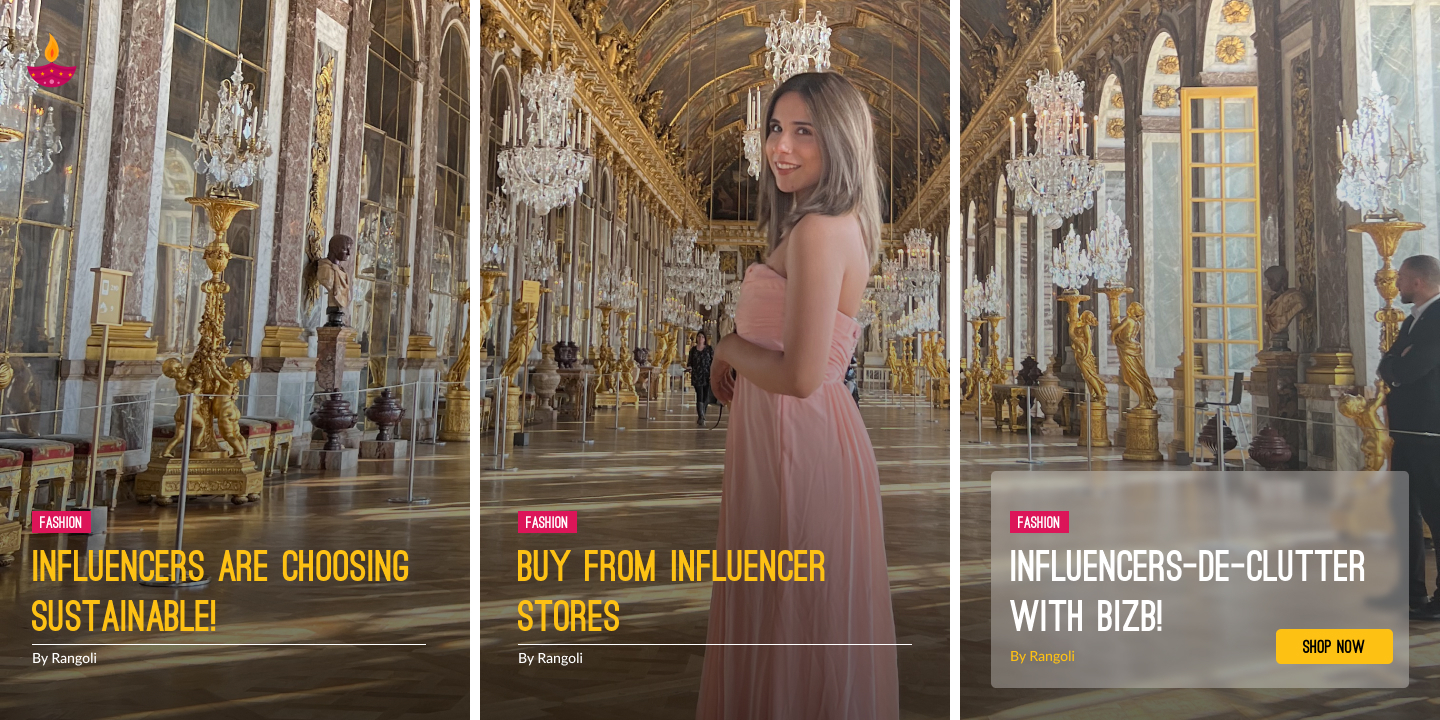 FASHION
INFLUENCERS ARE CHOOSING
SUSTAINABLE!
By Rangoli
FASHION
BUY FROM INFLUENCER
STORES
By Rangoli
FASHION
INFLUENCERS-DE-CLUTTER
WITH BIZB!
By Rangoli
SHOP NOW